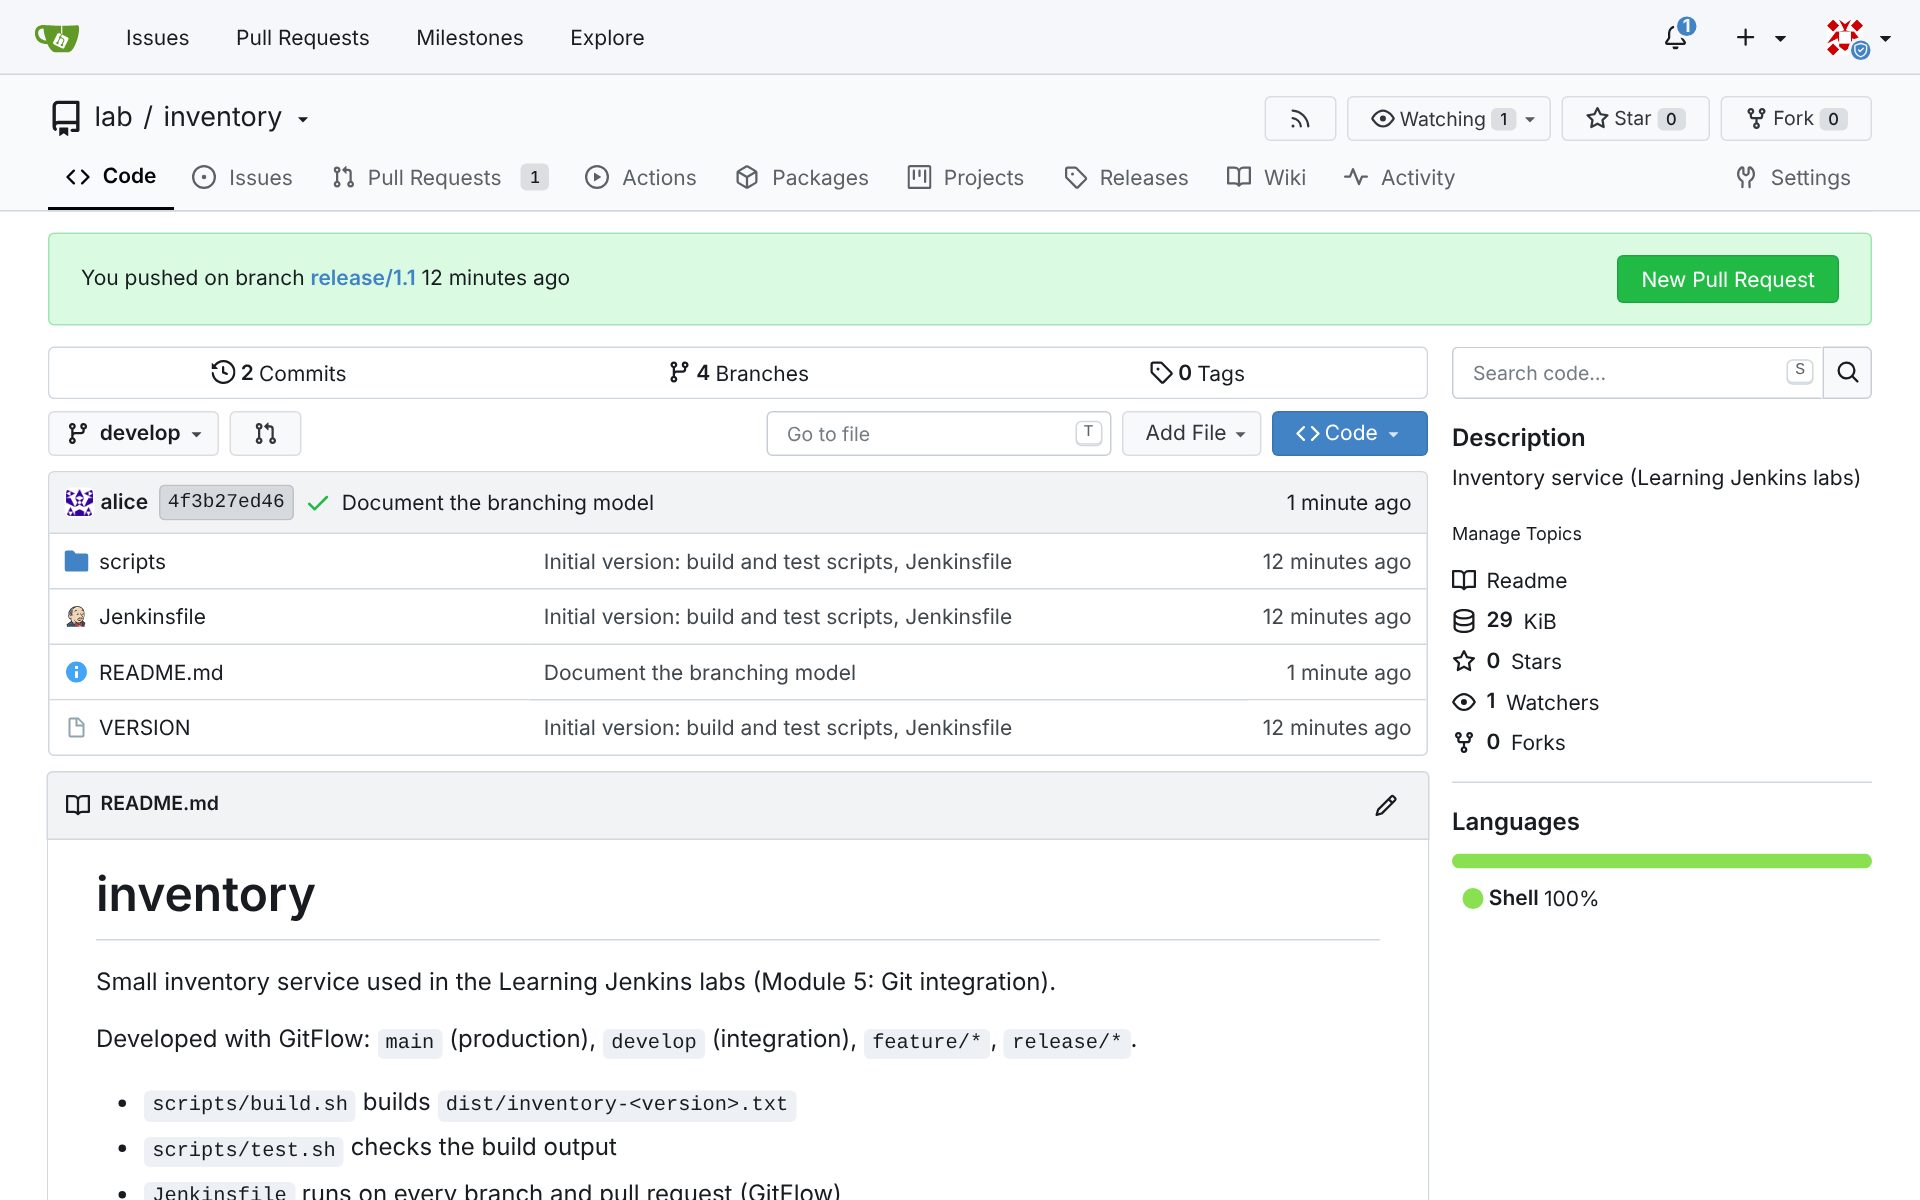 Issues Pull Requests Milestones Explore 1
lab / inventory Watching 1 Star 0 Fork 0
Code Issues Pull Requests 1 Actions Packages Projects Releases Wiki Activity Settings
You pushed on branch release/1.1 12 minutes ago New Pull Request
2 Commits 4 Branches 0 Tags
Search code... S
develop Go to file T Add File Code
Description
Inventory service (Learning Jenkins labs)
alice 4f3b27ed46 Document the branching model 1 minute ago
Manage Topics
scripts Initial version: build and test scripts, Jenkinsfile 12 minutes ago
Readme
Jenkinsfile Initial version: build and test scripts, Jenkinsfile 12 minutes ago
29 KiB
0 Stars
README.md Document the branching model 1 minute ago
1 Watchers
VERSION Initial version: build and test scripts, Jenkinsfile 12 minutes ago
0 Forks
README.md
Languages
Shell 100%
inventory
Small inventory service used in the Learning Jenkins labs (Module 5: Git integration).
Developed with GitFlow: main (production), develop (integration), feature/*, release/*.
• scripts/build.sh builds dist/inventory-<version>.txt
• scripts/test.sh checks the build output
• Jenkinsfile runs on every branch and pull request (GitFlow)